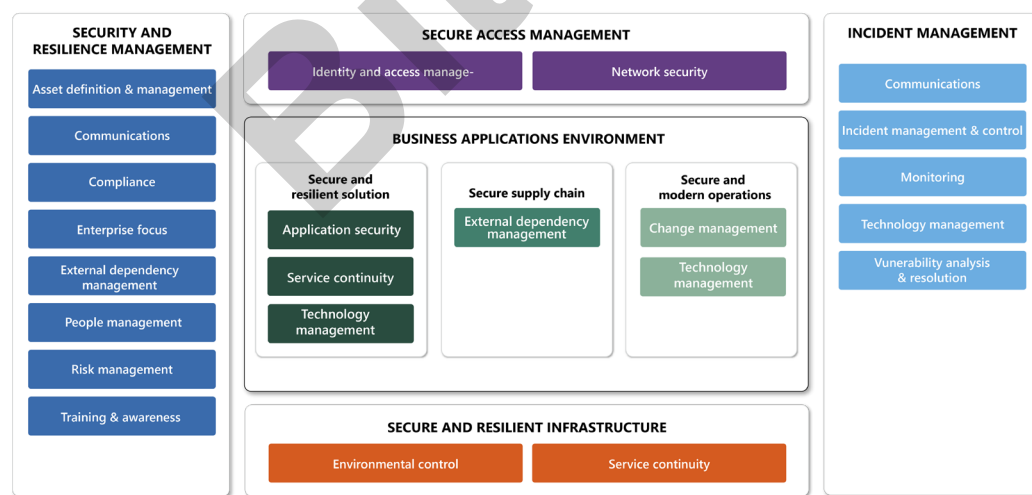 SECURITY AND
RESILIENCE MANAGEMENT
Asset definition & management
Communications
Compliance
Enterprise focus
External dependency
management
People management
Risk management
Training & awareness
SECURE ACCESS MANAGEMENT
Identity and access manage-
Network security
BUSINESS APPLICATIONS ENVIRONMENT
Secure and
resilient solution
Application security
Service continuity
Technology
management
Secure supply chain
External dependency
management
Secure and
modern operations
Change management
Technology
management
SECURE AND RESILIENT INFRASTRUCTURE
Environmental control
Service continuity
INCIDENT MANAGEMENT
Communications
Incident management & control
Monitoring
Technology management
Vunerability analysis
& resolution